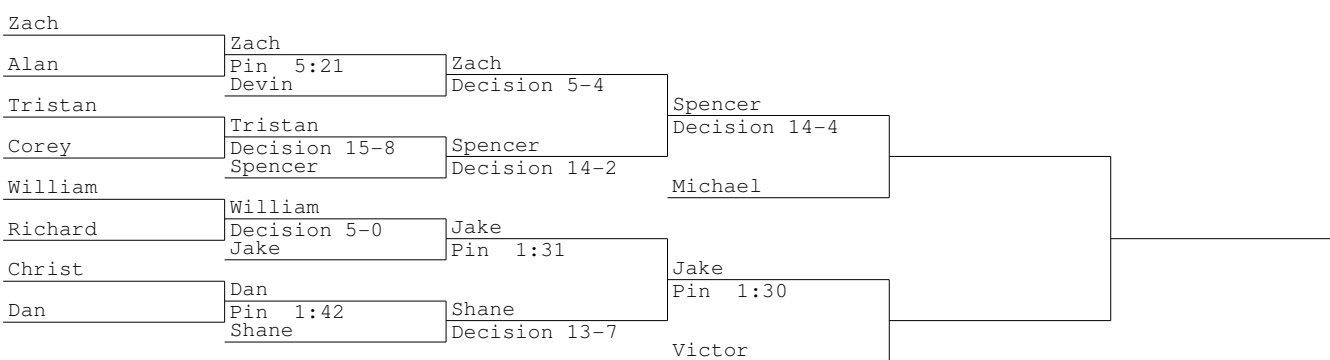 Zach
Alan
Tristan
Corey
William
Richard
Christ
Dan
Zach
Pin 5:21
Devin
Tristan
Decision 15-8
Spencer
William
Decision 5-0
Jake
Dan
Pin 1:42
Shane
Zach
Decision 5-4
Spencer
Decision 14-2
Jake
Pin 1:31
Shane
Decision 13-7
Spencer
Decision 14-4
Michael
Jake
Pin 1:30
Victor